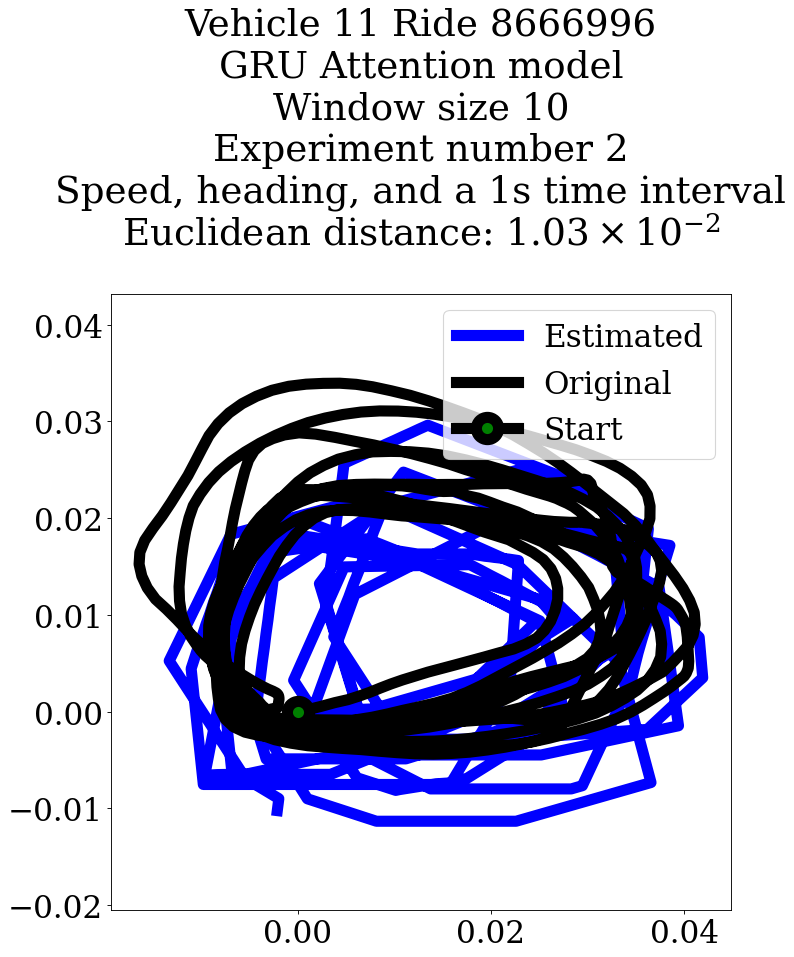 Vehicle 11 Ride 8666996
GRU Attention model
Window size 10
Experiment number 2
Speed, heading, and a 1s time interval
Euclidean distance: 1.03 × 10⁻²
Estimated
Original
Start
0.04
0.03
0.02
0.01
0.00
−0.01
−0.02
0.00 0.02 0.04